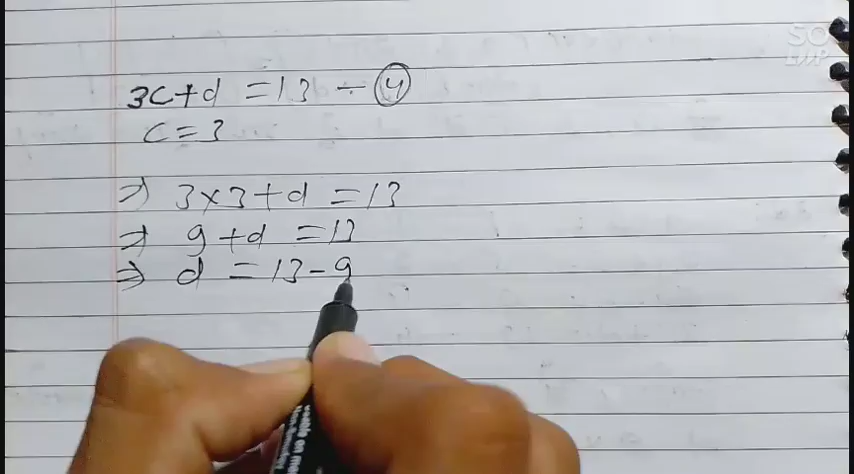 3c+d = 13 — ④
c = 3
⇒ 3×3+d = 13
⇒ 9+d = 13
⇒ d = 13-9